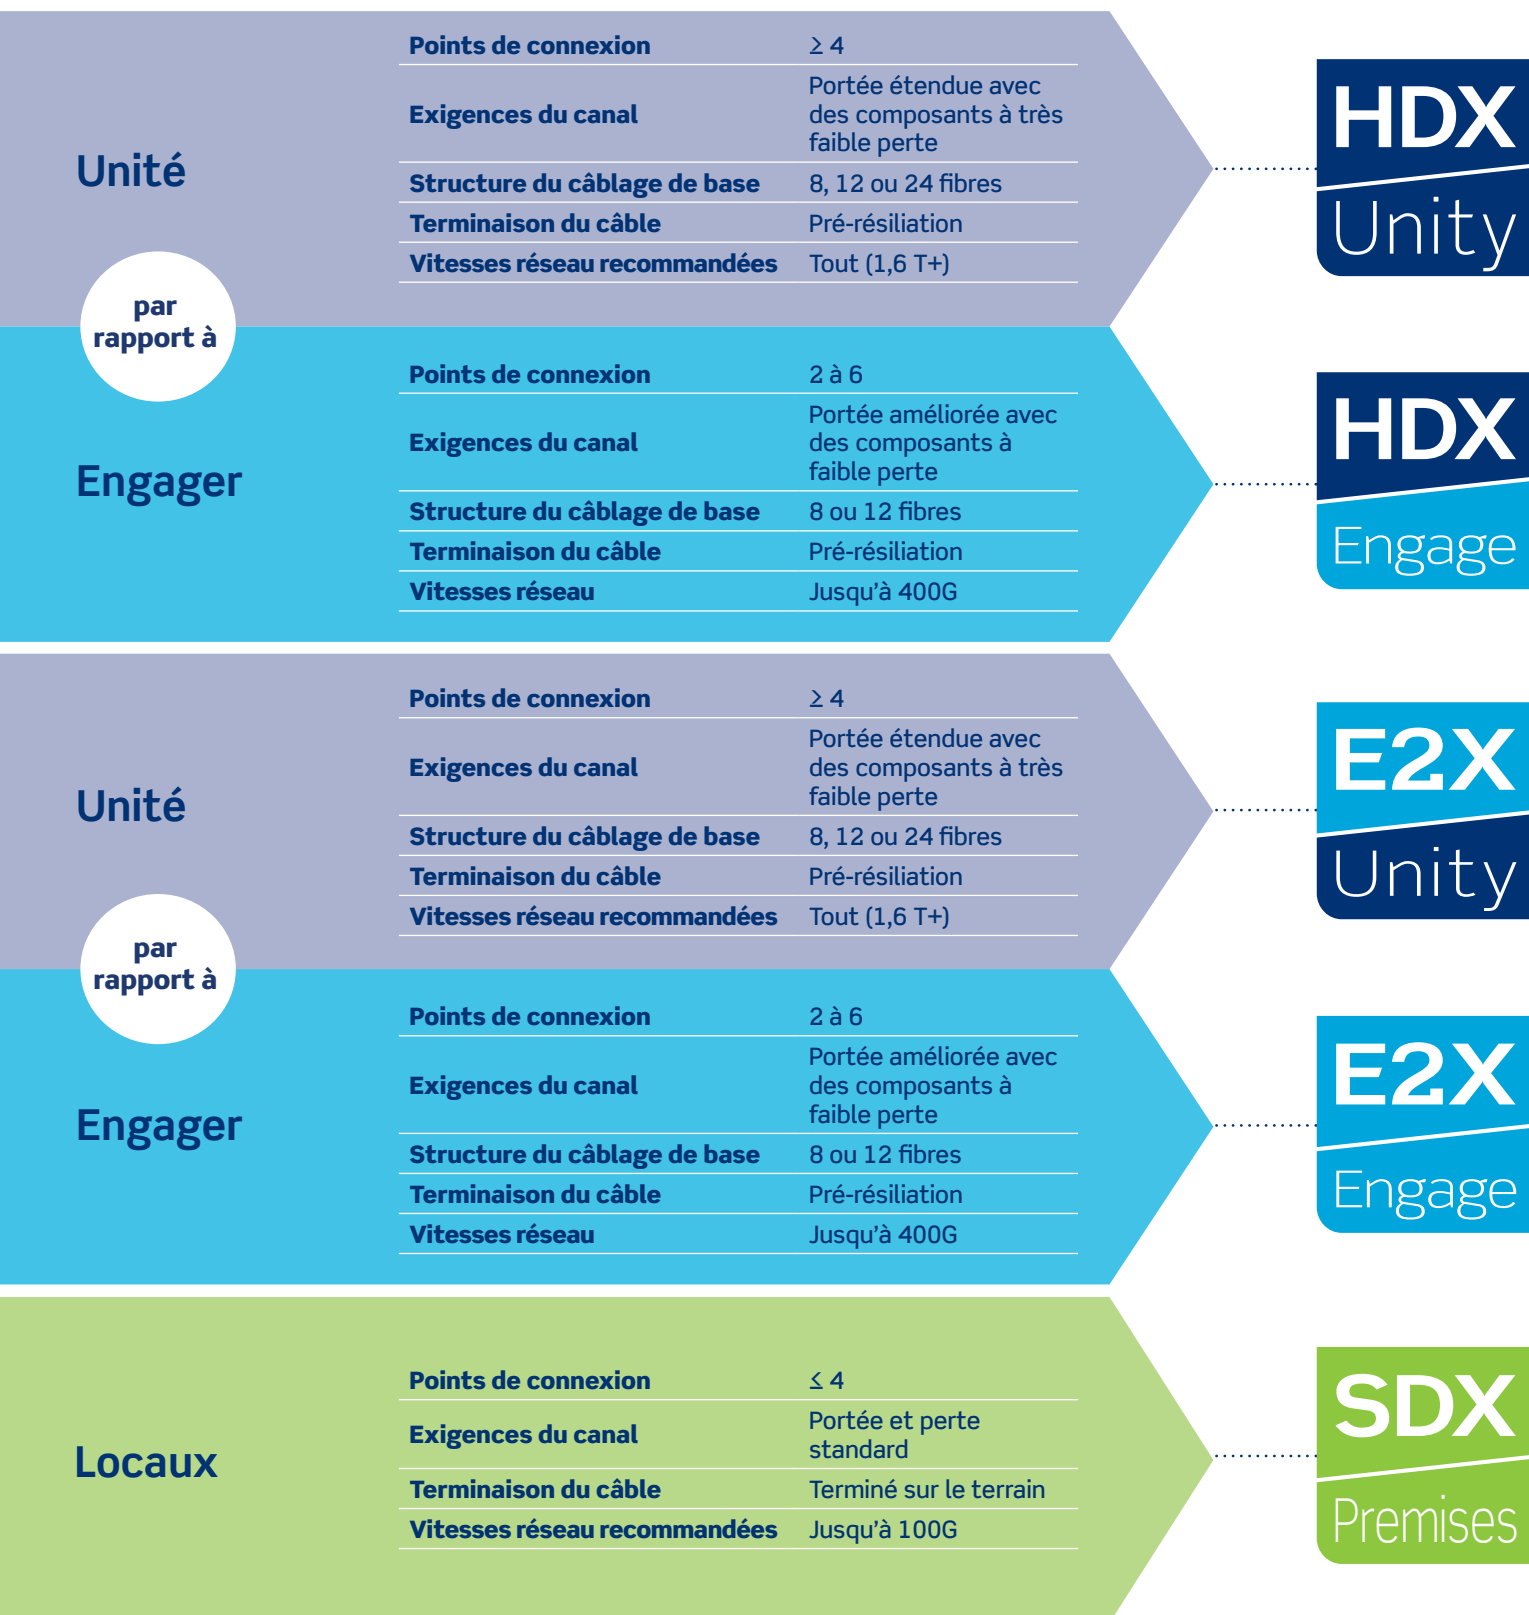 Unité
Points de connexion ≥ 4
Exigences du canal
Portée étendue avec
des composants à très
faible perte
Structure du câblage de base 8, 12 ou 24 fibres
Terminaison du câble Pré-résiliation
Vitesses réseau recommandées Tout (1,6 T+)
HDX
Unity
par
rapport à
Engager
Points de connexion 2 à 6
Exigences du canal
Portée améliorée avec
des composants à
faible perte
Structure du câblage de base 8 ou 12 fibres
Terminaison du câble Pré-résiliation
Vitesses réseau Jusqu’à 400G
HDX
Engage
Unité
Points de connexion ≥ 4
Exigences du canal
Portée étendue avec
des composants à très
faible perte
Structure du câblage de base 8, 12 ou 24 fibres
Terminaison du câble Pré-résiliation
Vitesses réseau recommandées Tout (1,6 T+)
E2X
Unity
par
rapport à
Engager
Points de connexion 2 à 6
Exigences du canal
Portée améliorée avec
des composants à
faible perte
Structure du câblage de base 8 ou 12 fibres
Terminaison du câble Pré-résiliation
Vitesses réseau Jusqu’à 400G
E2X
Engage
Locaux
Points de connexion ≤ 4
Exigences du canal
Portée et perte
standard
Terminaison du câble Terminé sur le terrain
Vitesses réseau recommandées Jusqu’à 100G
SDX
Premises